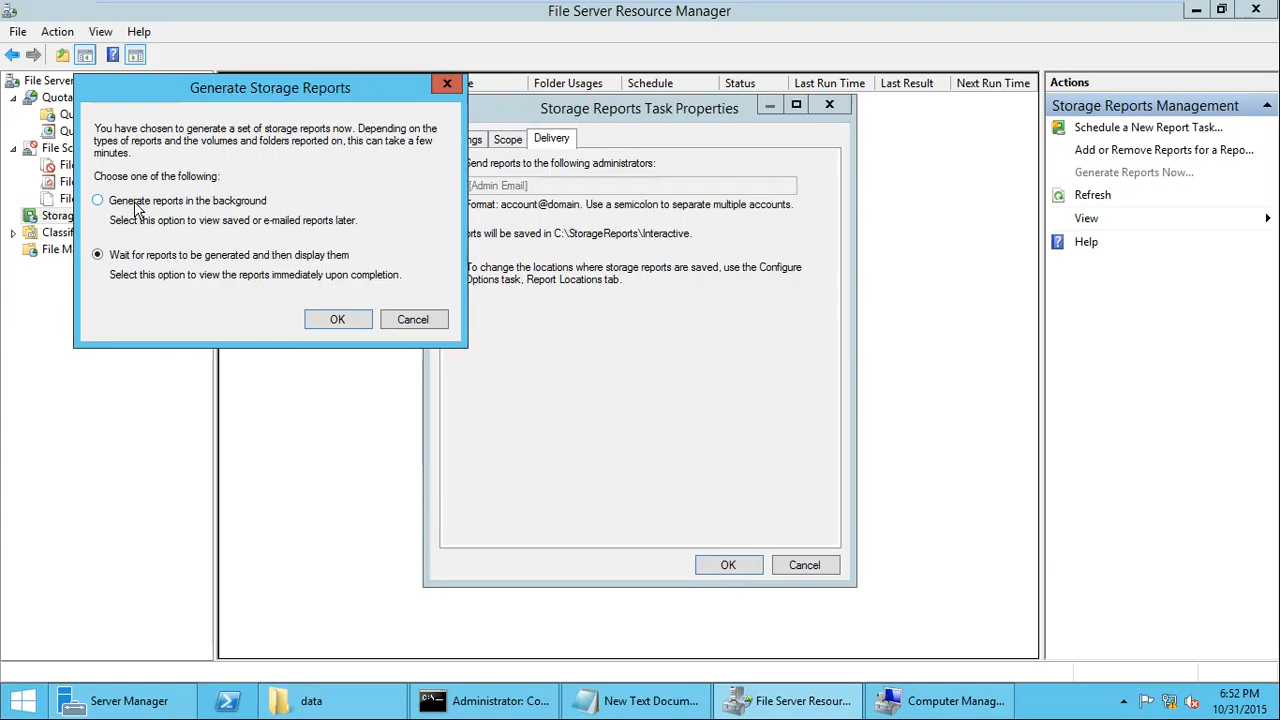 File Server Resource Manager
File Action View Help
File Server
Quota
Qu
Qu
File Sc
File
File
File
Storag
Classif
File M
Generate Storage Reports
You have chosen to generate a set of storage reports now. Depending on the
types of reports and the volumes and folders reported on, this can take a few
minutes.
Choose one of the following:
Generate reports in the background
Select this option to view saved or e-mailed reports later.
Wait for reports to be generated and then display them
Select this option to view the reports immediately upon completion.
OK Cancel
e Folder Usages Schedule Status Last Run Time Last Result Next Run Time
Storage Reports Task Properties
ngs Scope Delivery
Send reports to the following administrators:
[Admin Email]
Format: account@domain. Use a semicolon to separate multiple accounts.
orts will be saved in C:\StorageReports\Interactive.
To change the locations where storage reports are saved, use the Configure
Options task, Report Locations tab.
OK Cancel
Actions
Storage Reports Management
Schedule a New Report Task...
Add or Remove Reports for a Repo...
Generate Reports Now...
Refresh
View
Help
Server Manager data Administrator: Co... New Text Docum... File Server Resour... Computer Manag...
6:52 PM
10/31/2015